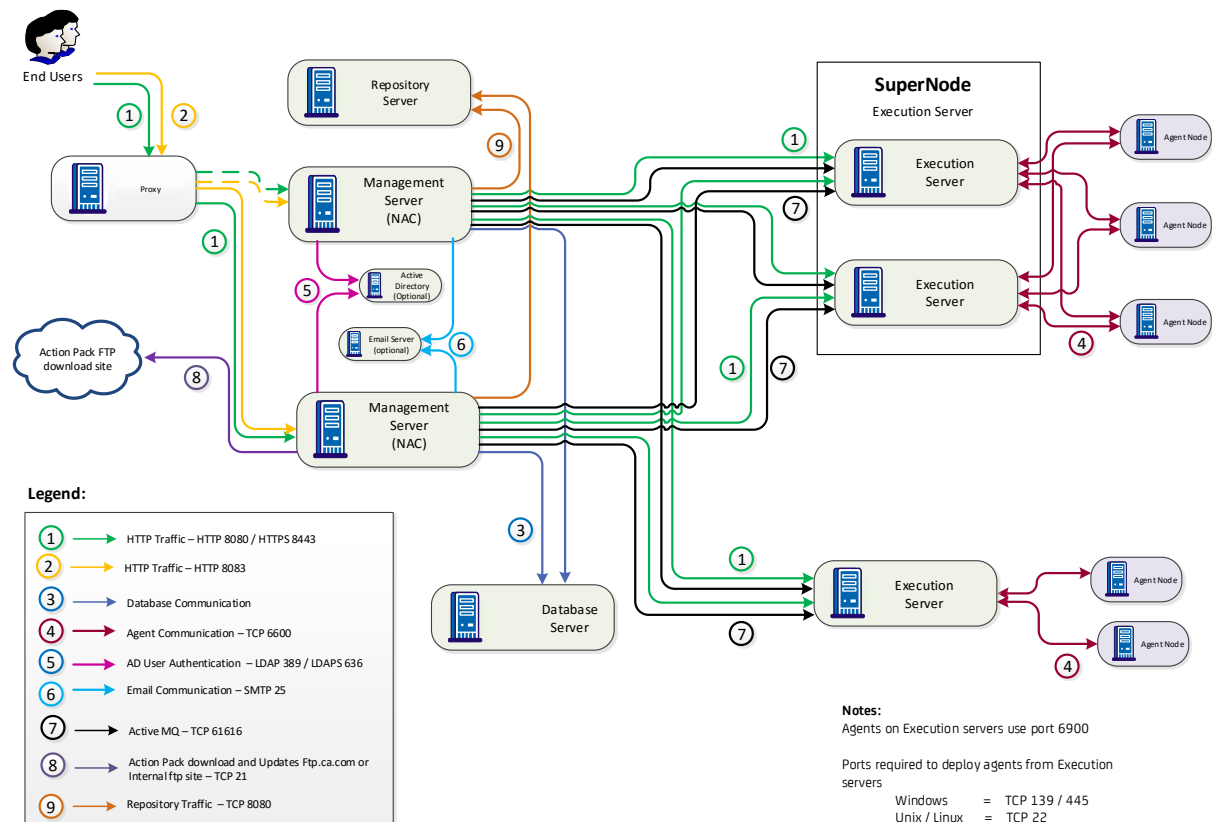 End Users
1
2
Repository
Server
9
Proxy
Management
Server
(NAC)
1
5
Active
Directory
(Optional)
Email Server
(optional)
6
Action Pack FTP
download site
8
Management
Server
(NAC)
SuperNode
Execution Server
1
Execution
Server
7
Execution
Server
1
7
Agent Node
Agent Node
Agent Node
4
3
Database
Server
1
Execution
Server
7
Agent Node
Agent Node
4
Legend:
1 HTTP Traffic – HTTP 8080 / HTTPS 8443
2 HTTP Traffic – HTTP 8083
3 Database Communication
4 Agent Communication – TCP 6600
5 AD User Authentication – LDAP 389 / LDAPS 636
6 Email Communication – SMTP 25
7 Active MQ – TCP 61616
8 Action Pack download and Updates Ftp.ca.com or
Internal ftp site – TCP 21
9 Repository Traffic – TCP 8080
Notes:
Agents on Execution servers use port 6900
Ports required to deploy agents from Execution
servers
Windows = TCP 139 / 445
Unix / Linux = TCP 22